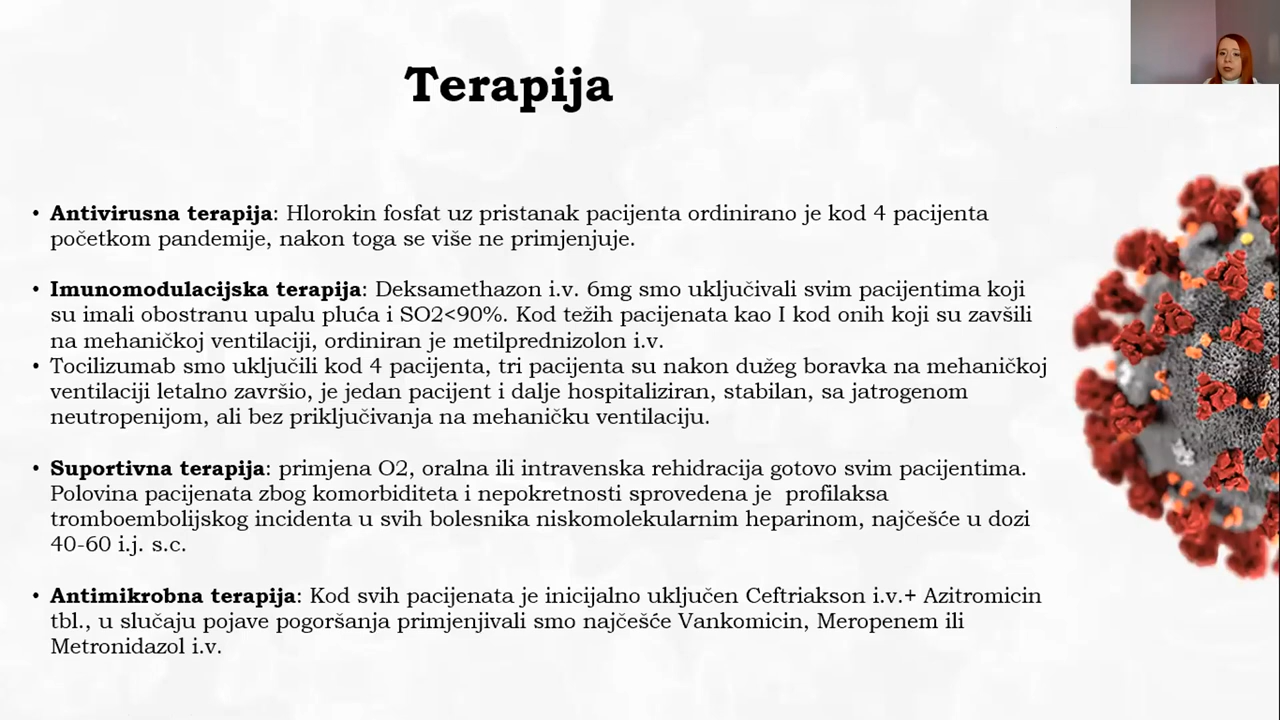 Terapija
• Antivirusna terapija: Hlorokin fosfat uz pristanak pacijenta ordinirano je kod 4 pacijenta
početkom pandemije, nakon toga se više ne primjenjuje.
• Imunomodulacijska terapija: Deksamethazon i.v. 6mg smo uključivali svim pacijentima koji
su imali obostranu upalu pluća i SO2<90%. Kod težih pacijenata kao I kod onih koji su zavšili
na mehaničkoj ventilaciji, ordiniran je metilprednizolon i.v.
• Tocilizumab smo uključili kod 4 pacijenta, tri pacijenta su nakon dužeg boravka na mehaničkoj
ventilaciji letalno završio, je jedan pacijent i dalje hospitaliziran, stabilan, sa jatrogenom
neutropenijom, ali bez priključivanja na mehaničku ventilaciju.
• Suportivna terapija: primjena O2, oralna ili intravenska rehidracija gotovo svim pacijentima.
Polovina pacijenata zbog komorbiditeta i nepokretnosti sprovedena je  profilaksa
tromboembolijskog incidenta u svih bolesnika niskomolekularnim heparinom, najčešće u dozi
40-60 i.j. s.c.
• Antimikrobna terapija: Kod svih pacijenata je inicijalno uključen Ceftriakson i.v.+ Azitromicin
tbl., u slučaju pojave pogoršanja primjenjivali smo najčešće Vankomicin, Meropenem ili
Metronidazol i.v.